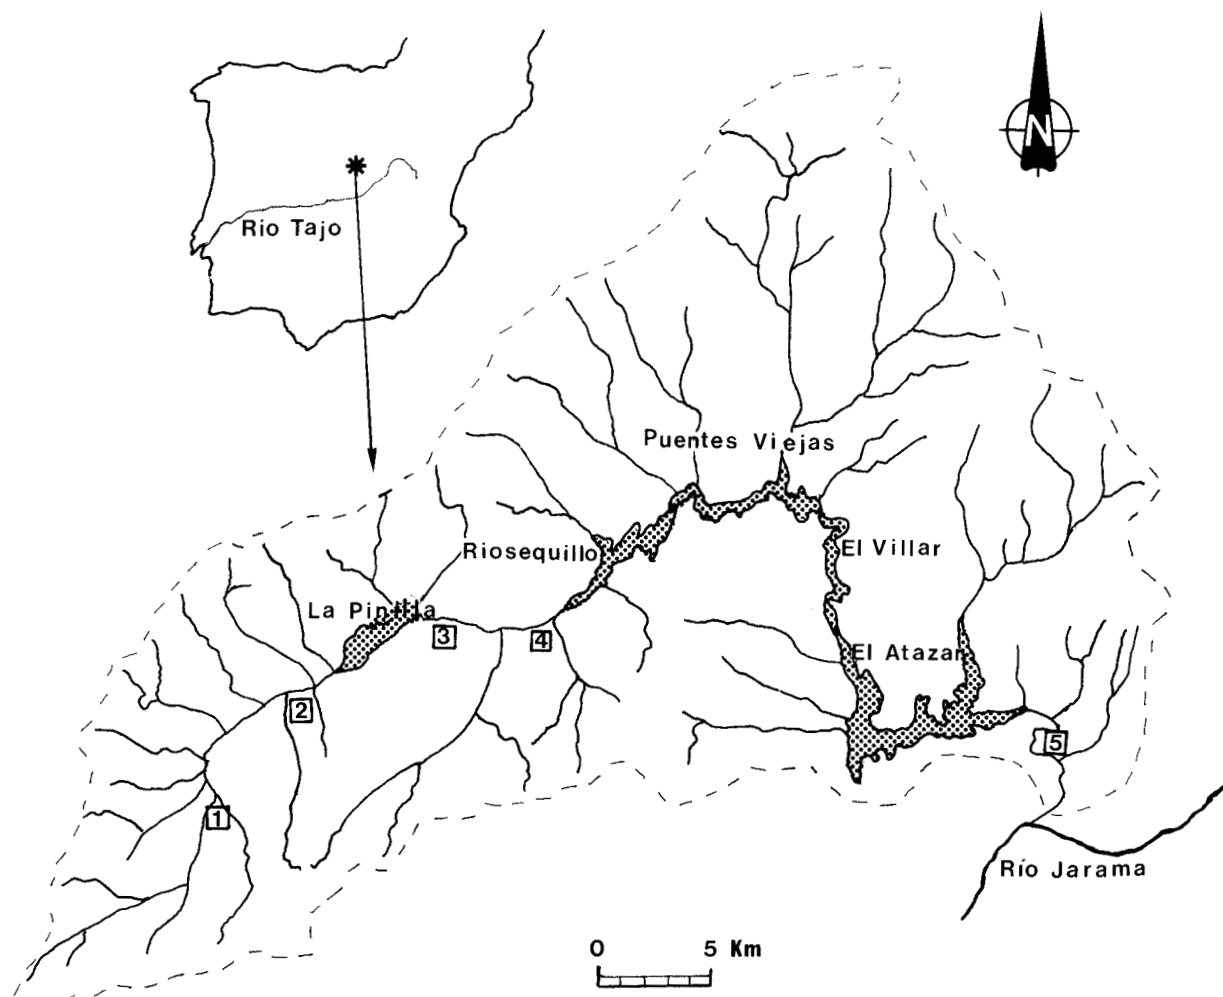 N
Rio Tajo
Puentes Viejas
El Villar
Riosequillo
La Pinilla
3
4
El Atazar
2
5
1
Río Jarama
0 5 Km